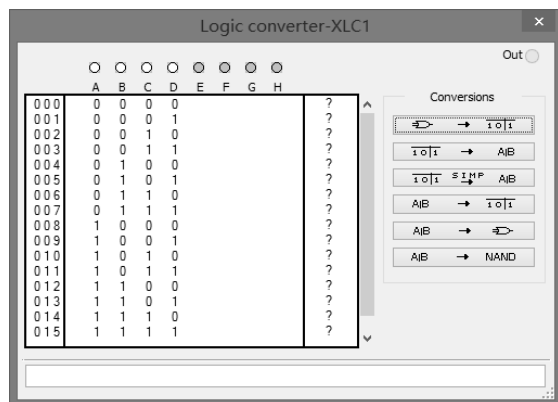 Logic converter-XLC1
×
Out
A B C D E F G H
000 0 0 0 0 ?
001 0 0 0 1 ?
002 0 0 1 0 ?
003 0 0 1 1 ?
004 0 1 0 0 ?
005 0 1 0 1 ?
006 0 1 1 0 ?
007 0 1 1 1 ?
008 1 0 0 0 ?
009 1 0 0 1 ?
010 1 0 1 0 ?
011 1 0 1 1 ?
012 1 1 0 0 ?
013 1 1 0 1 ?
014 1 1 1 0 ?
015 1 1 1 1 ?
Conversions
→ 1 0 1
1 0 1 → A|B
1 0 1 SIMP → A|B
A|B → 1 0 1
A|B →
A|B → NAND